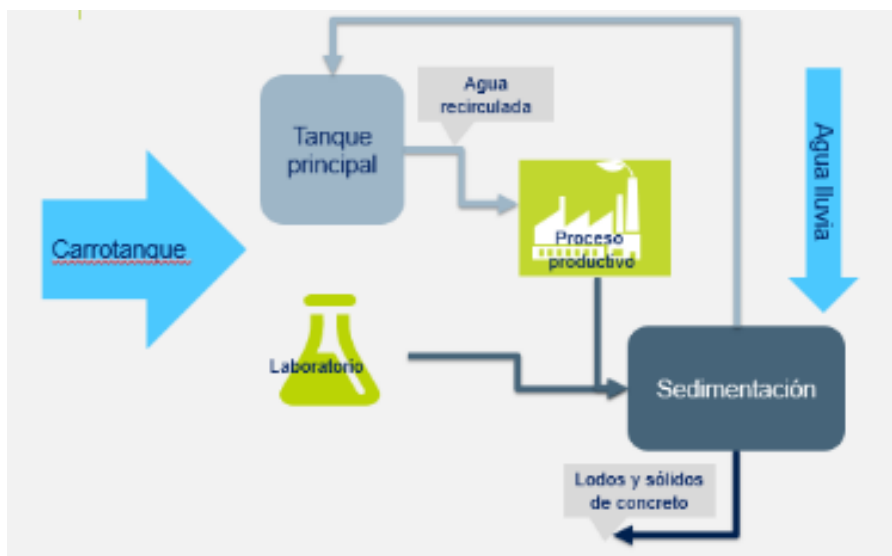 Agua
recirculada
Tanque
principal
Agua lluvia
Carrotanque
Proceso
productivo
Laboratorio
Sedimentación
Lodos y sólidos
de concreto